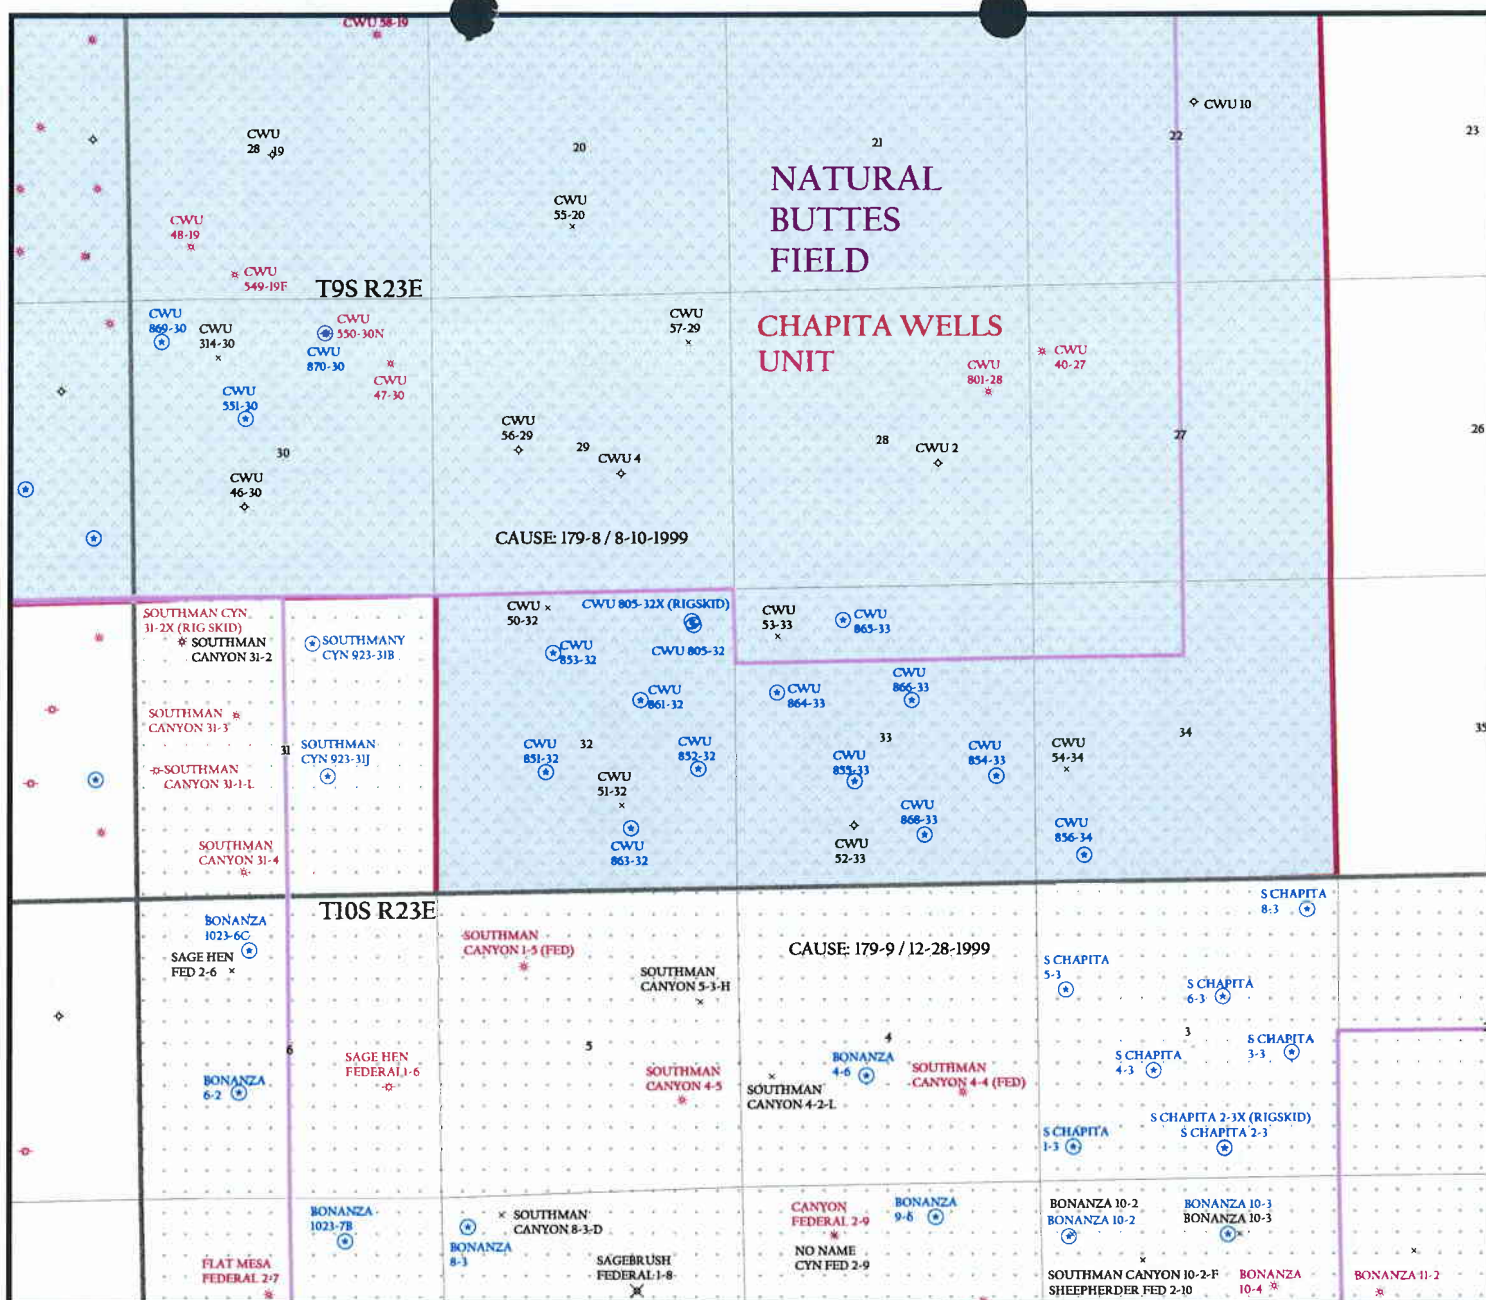 CWU 58-19
CWU
28 -19
20
21
22
CWU 10
23
NATURAL
BUTTES
FIELD
CWU
48-19
CWU
55-20
CWU
549-19F
T9S R23E
CHAPITA WELLS
UNIT
CWU
869-30
CWU
314-30
CWU
550-30N
CWU
870-30
CWU
47-30
CWU
57-29
CWU
801-28
CWU
40-27
CWU
551-30
30
CWU
46-30
CWU
56-29
29
CWU 4
28
CWU 2
27
26
CAUSE: 179-8 / 8-10-1999
SOUTHMAN CYN
31-2X (RIG SKID)
SOUTHMAN
CANYON 31-2
SOUTHMANY
CYN 923-31B
CWU
50-32
CWU 805-32X (RIGSKID)
CWU
853-32
CWU 805-32
CWU
53-33
CWU
865-33
CWU
861-32
CWU
864-33
CWU
866-33
SOUTHMAN
CANYON 31-3
31
SOUTHMAN
CYN 923-31J
SOUTHMAN
CANYON 31-1-L
SOUTHMAN
CANYON 31-4
CWU
851-32
32
CWU
852-32
CWU
51-32
CWU
863-32
33
CWU
855-33
CWU
854-33
CWU
868-33
CWU
52-33
34
CWU
54-34
CWU
856-34
35
T10S R23E
BONANZA
1023-6C
SAGE HEN
FED 2-6
SOUTHMAN
CANYON 1-5 (FED)
SOUTHMAN
CANYON 5-3-H
CAUSE: 179-9 / 12-28-1999
S CHAPITA
8-3
S CHAPITA
5-3
S CHAPITA
6-3
6
SAGE HEN
FEDERAL 1-6
BONANZA
6-2
5
SOUTHMAN
CANYON 4-5
4
BONANZA
4-6
SOUTHMAN
CANYON 4-4 (FED)
SOUTHMAN
CANYON 4-2-L
3
S CHAPITA
4-3
S CHAPITA
3-3
S CHAPITA
1-3
S CHAPITA 2-3X (RIGSKID)
S CHAPITA 2-3
BONANZA
1023-7B
FLAT MESA
FEDERAL 2-7
SOUTHMAN
CANYON 8-3-D
BONANZA
8-3
SAGEBRUSH
FEDERAL 1-8
CANYON
FEDERAL 2-9
NO NAME
CYN FED 2-9
BONANZA
9-6
BONANZA 10-2
BONANZA 10-2
BONANZA 10-3
BONANZA 10-3
SOUTHMAN CANYON 10-2-F
SHEEPHERDER FED 2-10
BONANZA
10-4
BONANZA 11-2